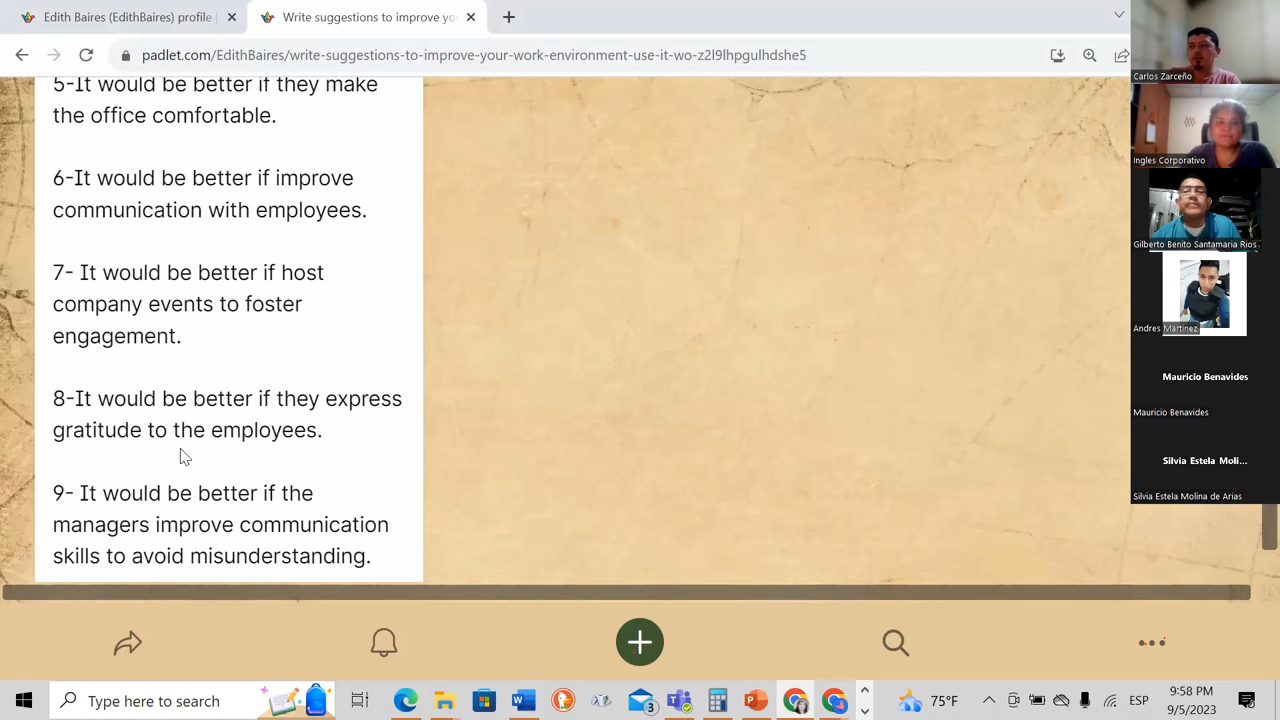 Edith Baires (EdithBaires) profile
Write suggestions to improve yo
padlet.com/EdithBaires/write-suggestions-to-improve-your-work-environment-use-it-wo-z2l9lhpgulhdshe5
5-It would be better if they make
the office comfortable.
6-It would be better if improve
communication with employees.
7- It would be better if host
company events to foster
engagement.
8-It would be better if they express
gratitude to the employees.
9- It would be better if the
managers improve communication
skills to avoid misunderstanding.
Carlos Zarceño
Ingles Corporativo
Gilberto Benito Santamaria Rios
Andres Martinez
Mauricio Benavides
Mauricio Benavides
Silvia Estela Moli...
Silvia Estela Molina de Arias
Type here to search
3
75°F
ESP
9:58 PM
9/5/2023